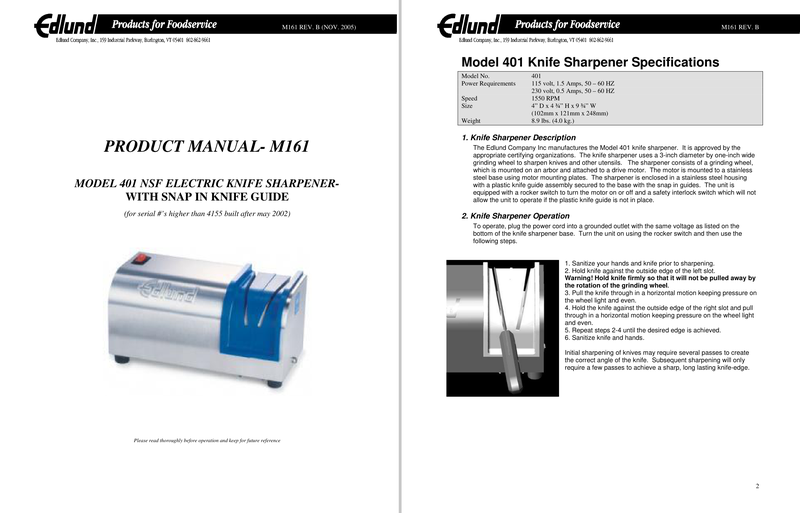 Edlund
Products for Foodservice
M161 REV. B (NOV. 2005)
Edlund Company, Inc., 159 Industrial Parkway, Burlington, VT 05401 802-862-9661
PRODUCT MANUAL- M161
MODEL 401 NSF ELECTRIC KNIFE SHARPENER-
WITH SNAP IN KNIFE GUIDE
(for serial #'s higher than 4155 built after may 2002)
Edlund
Please read thoroughly before operation and keep for future reference
Edlund
Products for Foodservice
M161 REV. B
Edlund Company, Inc., 159 Industrial Parkway, Burlington, VT 05401 802-862-9661
Model 401 Knife Sharpener Specifications
Model No. 401
Power Requirements 115 volt, 1.5 Amps, 50 – 60 HZ
230 volt, 0.5 Amps, 50 – 60 HZ
Speed 1550 RPM
Size 4" D x 4 ¾" H x 9 ¾" W
(102mm x 121mm x 248mm)
Weight 8.9 lbs. (4.0 kg.)
1. Knife Sharpener Description
The Edlund Company Inc manufactures the Model 401 knife sharpener. It is approved by the
appropriate certifying organizations. The knife sharpener uses a 3-inch diameter by one-inch wide
grinding wheel to sharpen knives and other utensils. The sharpener consists of a grinding wheel,
which is mounted on an arbor and attached to a drive motor. The motor is mounted to a stainless
steel base using motor mounting plates. The sharpener is enclosed in a stainless steel housing
with a plastic knife guide assembly secured to the base with the snap in guides. The unit is
equipped with a rocker switch to turn the motor on or off and a safety interlock switch which will not
allow the unit to operate if the plastic knife guide is not in place.
2. Knife Sharpener Operation
To operate, plug the power cord into a grounded outlet with the same voltage as listed on the
bottom of the knife sharpener base. Turn the unit on using the rocker switch and then use the
following steps.
1. Sanitize your hands and knife prior to sharpening.
2. Hold knife against the outside edge of the left slot.
Warning! Hold knife firmly so that it will not be pulled away by
the rotation of the grinding wheel.
3. Pull the knife through in a horizontal motion keeping pressure on
the wheel light and even.
4. Hold the knife against the outside edge of the right slot and pull
through in a horizontal motion keeping pressure on the wheel light
and even.
5. Repeat steps 2-4 until the desired edge is achieved.
6. Sanitize knife and hands.
Initial sharpening of knives may require several passes to create
the correct angle of the knife. Subsequent sharpening will only
require a few passes to achieve a sharp, long lasting knife-edge.
2